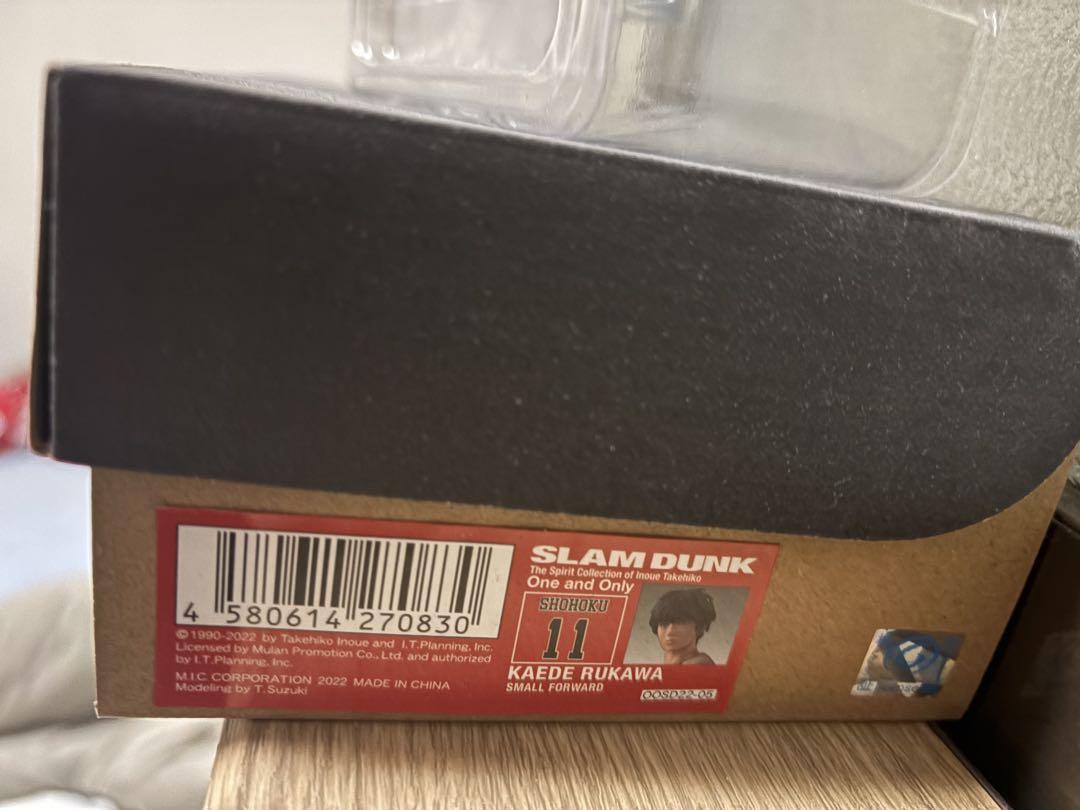 4 580614 270830
©1990-2022 by Takehiko Inoue and I.T.Planning, Inc.
Licensed by Mulan Promotion Co., Ltd. and authorized
by I.T.Planning, Inc.
M.I.C. CORPORATION 2022 MADE IN CHINA
Modeling by T.Suzuki
SLAM DUNK
The Spirit Collection of Inoue Takehiko
One and Only
SHOHOKU
11
KAEDE RUKAWA
SMALL FORWARD
OOSD22-05